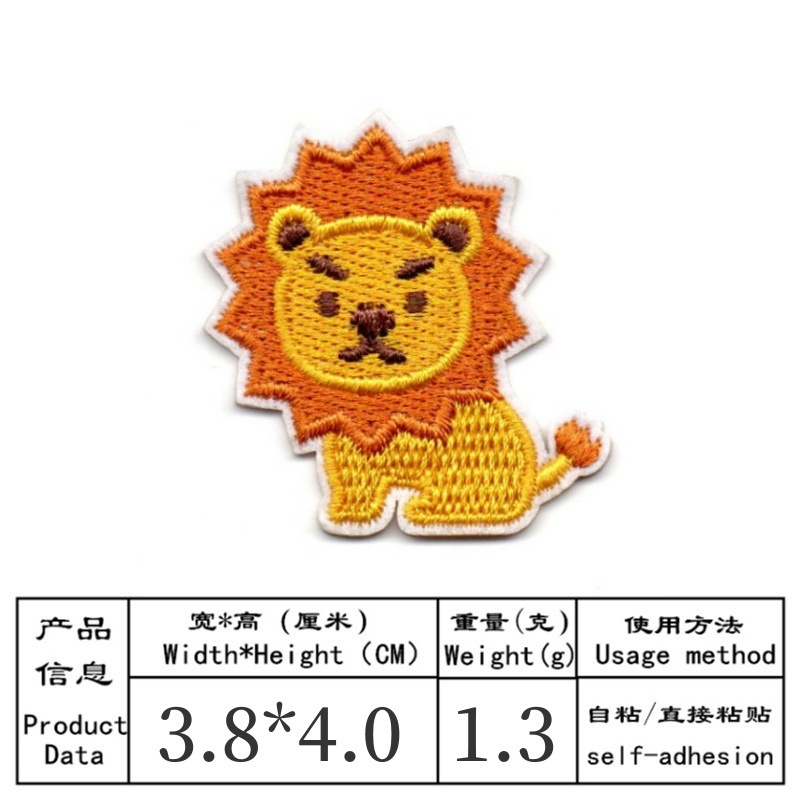 产品
信息
Product
Data
宽*高 (厘米)
Width*Height (CM)
重量(克)
Weight(g)
使用方法
Usage method
3.8*4.0
1.3
自粘/直接粘贴
self-adhesion